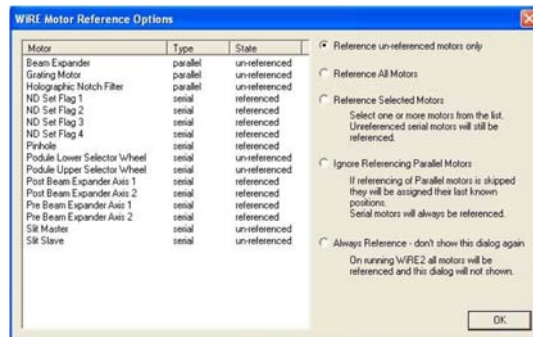 WiRE Motor Reference Options
Motor Type State
Beam Expander parallel un-referenced
Grating Motor parallel un-referenced
Holographic Notch Filter parallel un-referenced
ND Set Flag 1 serial referenced
ND Set Flag 2 serial referenced
ND Set Flag 3 serial referenced
ND Set Flag 4 serial referenced
Pinhole serial referenced
Podule Lower Selector Wheel serial un-referenced
Podule Upper Selector Wheel serial un-referenced
Post Beam Expander Axis 1 serial referenced
Post Beam Expander Axis 2 serial referenced
Pre Beam Expander Axis 1 serial referenced
Pre Beam Expander Axis 2 serial referenced
Slit Master serial un-referenced
Slit Slave serial un-referenced
Reference un-referenced motors only
Reference All Motors
Reference Selected Motors
Select one or more motors from the list.
Unreferenced serial motors will still be
referenced.
Ignore Referencing Parallel Motors
If referencing of Parallel motors is skipped
they will be assigned their last known
positions.
Serial motors will always be referenced.
Always Reference - don't show this dialog again
On running WiRE2 all motors will be
referenced and this dialog will not shown.
OK